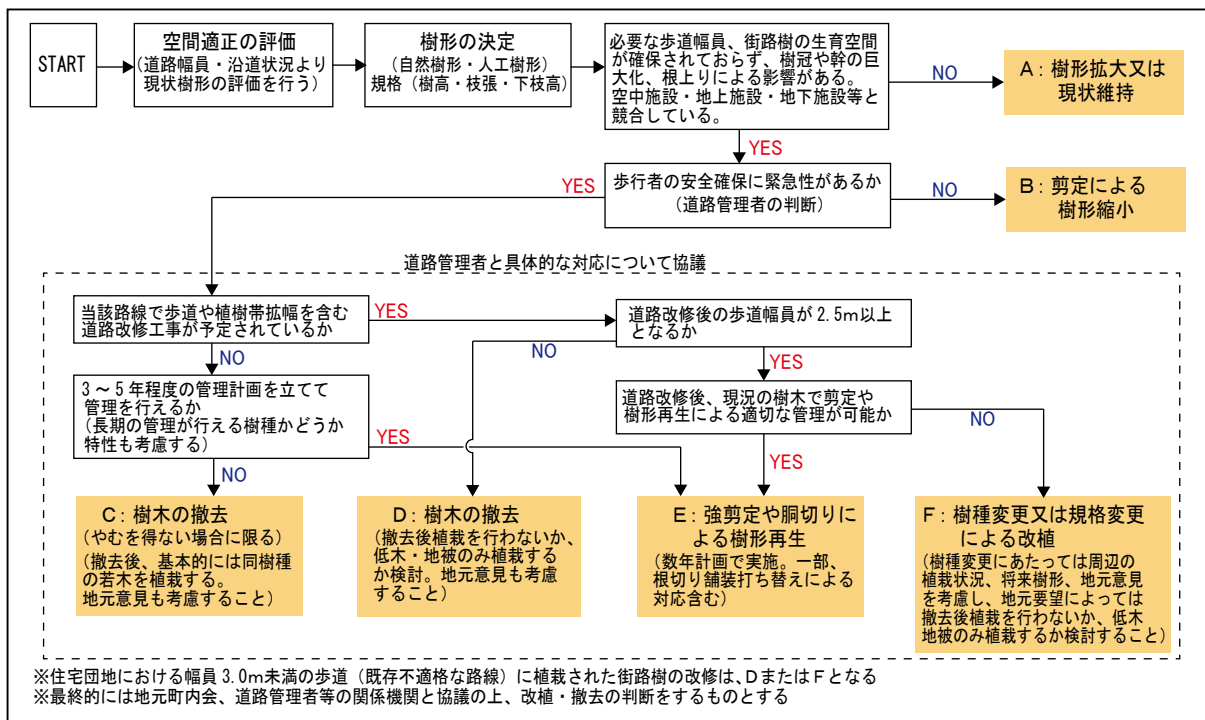 START
空間適正の評価
(道路幅員・沿道状況より
現状樹形の評価を行う)
樹形の決定
(自然樹形・人工樹形)
規格(樹高・枝張・下枝高)
必要な歩道幅員、街路樹の生育空間
が確保されておらず、樹冠や幹の巨
大化、根上りによる影響がある。
空中施設・地上施設・地下施設等と
競合している。
NO
A:樹形拡大又は
現状維持
YES
歩行者の安全確保に緊急性があるか
(道路管理者の判断)
YES
NO
B:剪定による
樹形縮小
道路管理者と具体的な対応について協議
当該路線で歩道や植樹帯拡幅を含む
道路改修工事が予定されているか
YES
道路改修後の歩道幅員が2.5m以上
となるか
NO
NO
YES
3~5年程度の管理計画を立てて
管理を行えるか
(長期の管理が行える樹種かどうか
特性も考慮する)
道路改修後、現況の樹木で剪定や
樹形再生による適切な管理が可能か
YES
NO
NO
YES
C:樹木の撤去
(やむを得ない場合に限る)
(撤去後、基本的には同樹種
の若木を植栽する。
地元意見も考慮すること)
D:樹木の撤去
(撤去後植栽を行わないか、
低木・地被のみ植栽する
か検討。地元意見も考慮
すること)
E:強剪定や胴切りに
よる樹形再生
(数年計画で実施。一部、
根切り舗装打ち替えによる
対応含む)
F:樹種変更又は規格変更
による改植
(樹種変更にあたっては周辺の
植栽状況、将来樹形、地元意見
を考慮し、地元要望によっては
撤去後植栽を行わないか、低木
地被のみ植栽するか検討すること)
※住宅団地における幅員3.0m未満の歩道(既存不適格な路線)に植栽された街路樹の改修は、DまたはFとなる
※最終的には地元町内会、道路管理者等の関係機関と協議の上、改植・撤去の判断をするものとする